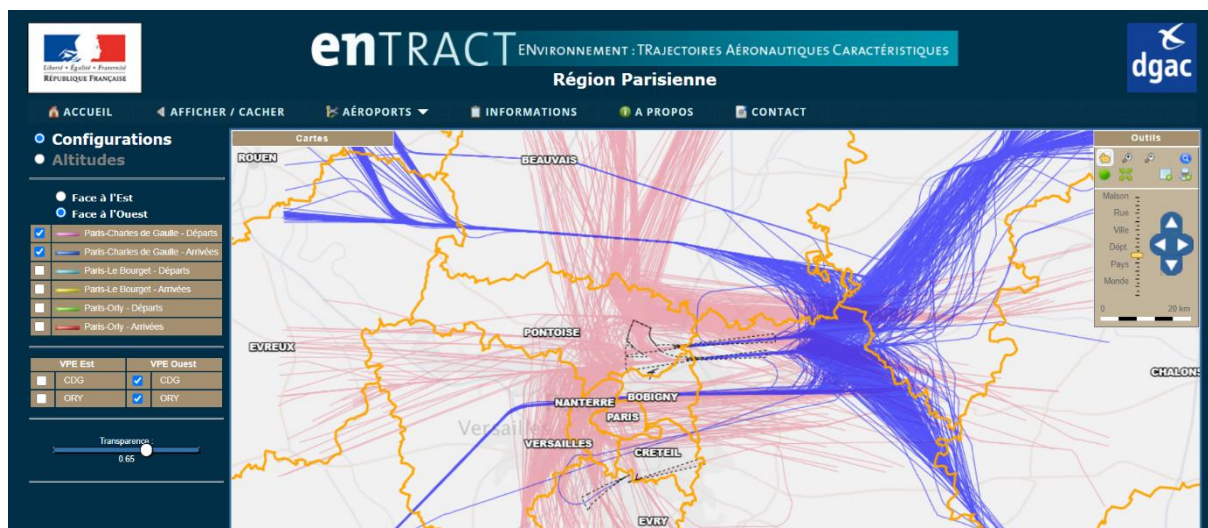 Liberté • Égalité • Fraternité
RÉPUBLIQUE FRANÇAISE
enTRACT ENVIRONNEMENT : TRAJECTOIRES AÉRONAUTIQUES CARACTÉRISTIQUES
Région Parisienne
dgac
ACCUEIL AFFICHER / CACHER AÉROPORTS INFORMATIONS A PROPOS CONTACT
Configurations
Altitudes
Face à l'Est
Face à l'Ouest
Paris-Charles de Gaulle - Départs
Paris-Charles de Gaulle - Arrivées
Paris-Le Bourget - Départs
Paris-Le Bourget - Arrivées
Paris-Orly - Départs
Paris-Orly - Arrivées
VPE Est VPE Ouest
CDG CDG
ORY ORY
Transparence :
0.65
Cartes
ROUEN
BEAUVAIS
PONTOISE
EVREUX
CHALONS
NANTERRE
BOBIGNY
PARIS
Versailles
VERSAILLES
CRETEIL
EVRY
Outils
Maison
Rue
Ville
Dépt.
Pays
Monde
0 20 km